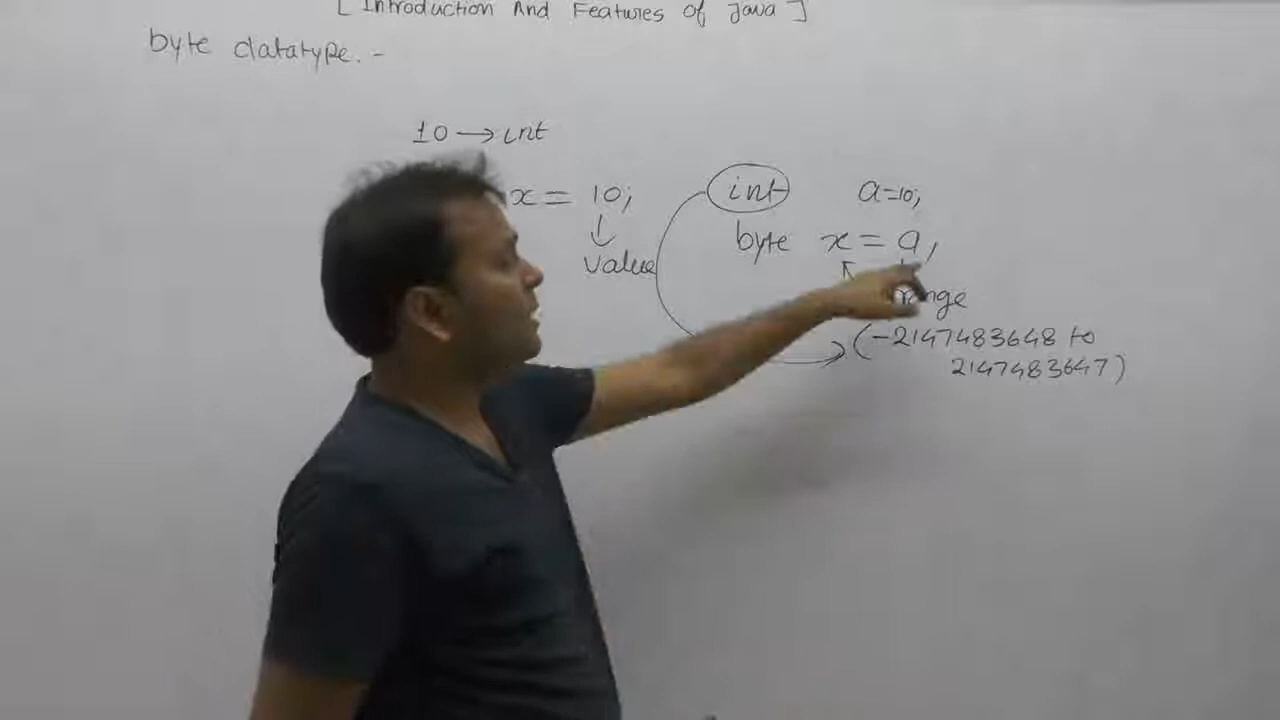 [ Introduction And Features of Java ]
byte datatype. -
10 → int
x = 10;
value
int a=10;
byte x = a;
range
(-2147483648 to
2147483647)